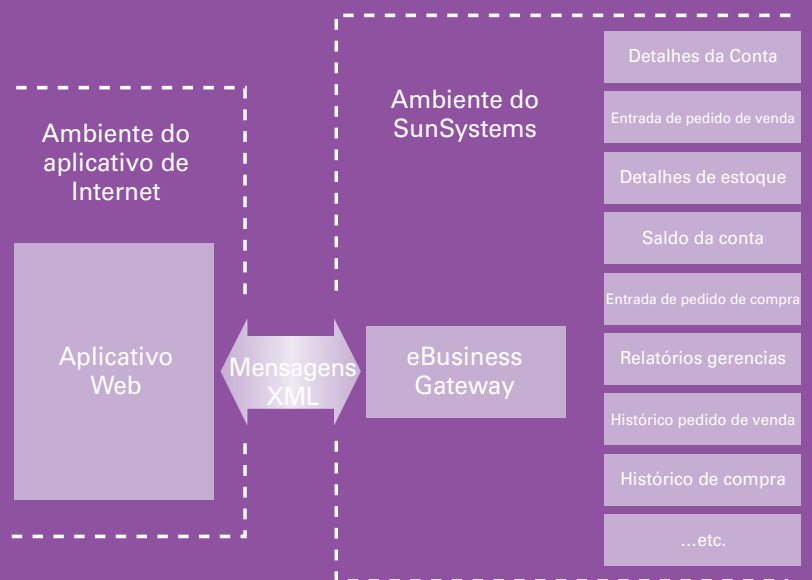 Ambiente do
aplicativo de
Internet
Aplicativo
Web
Mensagens
XML
Ambiente do
SunSystems
eBusiness
Gateway
Detalhes da Conta
Entrada de pedido de venda
Detalhes de estoque
Saldo da conta
Entrada de pedido de compra
Relatórios gerencias
Histórico pedido de venda
Histórico de compra
...etc.